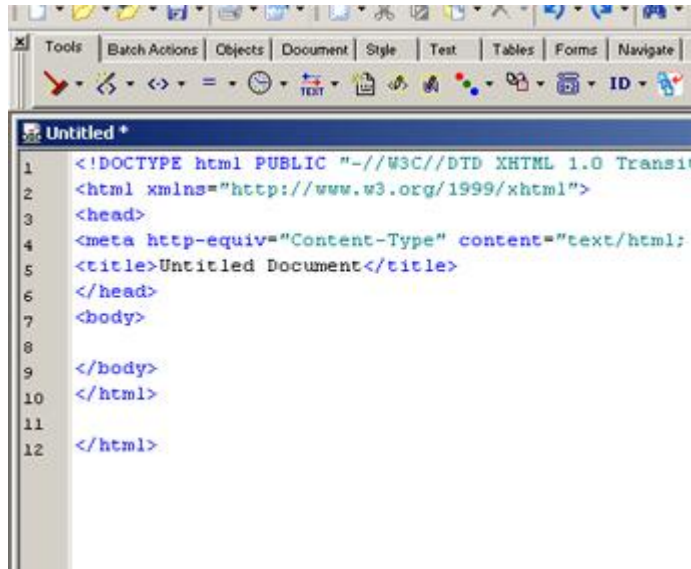 Tools Batch Actions Objects Document Style Text Tables Forms Navigate
TEXT ID
Untitled *
1 <!DOCTYPE html PUBLIC "-//W3C//DTD XHTML 1.0 Transit
2 <html xmlns="http://www.w3.org/1999/xhtml">
3 <head>
4 <meta http-equiv="Content-Type" content="text/html;
5 <title>Untitled Document</title>
6 </head>
7 <body>
8
9 </body>
10 </html>
11
12 </html>